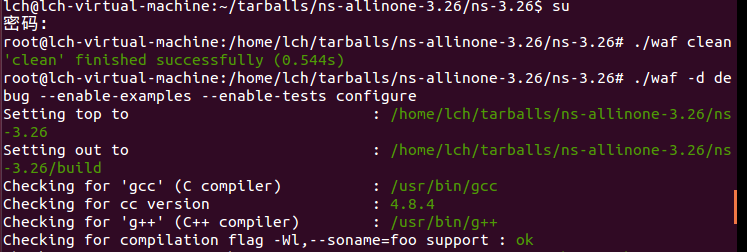 lch@lch-virtual-machine:~/tarballs/ns-allinone-3.26/ns-3.26$ su
密码:
root@lch-virtual-machine:/home/lch/tarballs/ns-allinone-3.26/ns-3.26# ./waf clean
'clean' finished successfully (0.544s)
root@lch-virtual-machine:/home/lch/tarballs/ns-allinone-3.26/ns-3.26# ./waf -d de
bug --enable-examples --enable-tests configure
Setting top to : /home/lch/tarballs/ns-allinone-3.26/ns
-3.26
Setting out to : /home/lch/tarballs/ns-allinone-3.26/ns
-3.26/build
Checking for 'gcc' (C compiler) : /usr/bin/gcc
Checking for cc version : 4.8.4
Checking for 'g++' (C++ compiler) : /usr/bin/g++
Checking for compilation flag -Wl,--soname=foo support : ok